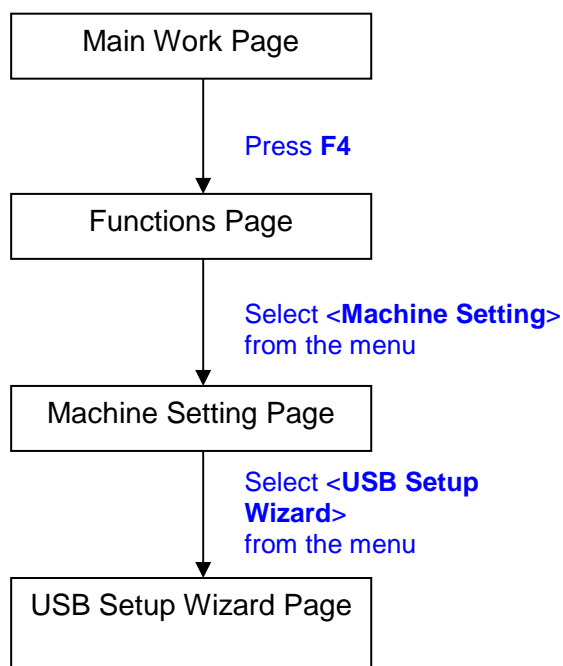 Main Work Page
Press F4
Functions Page
Select <Machine Setting>
from the menu
Machine Setting Page
Select <USB Setup
Wizard>
from the menu
USB Setup Wizard Page